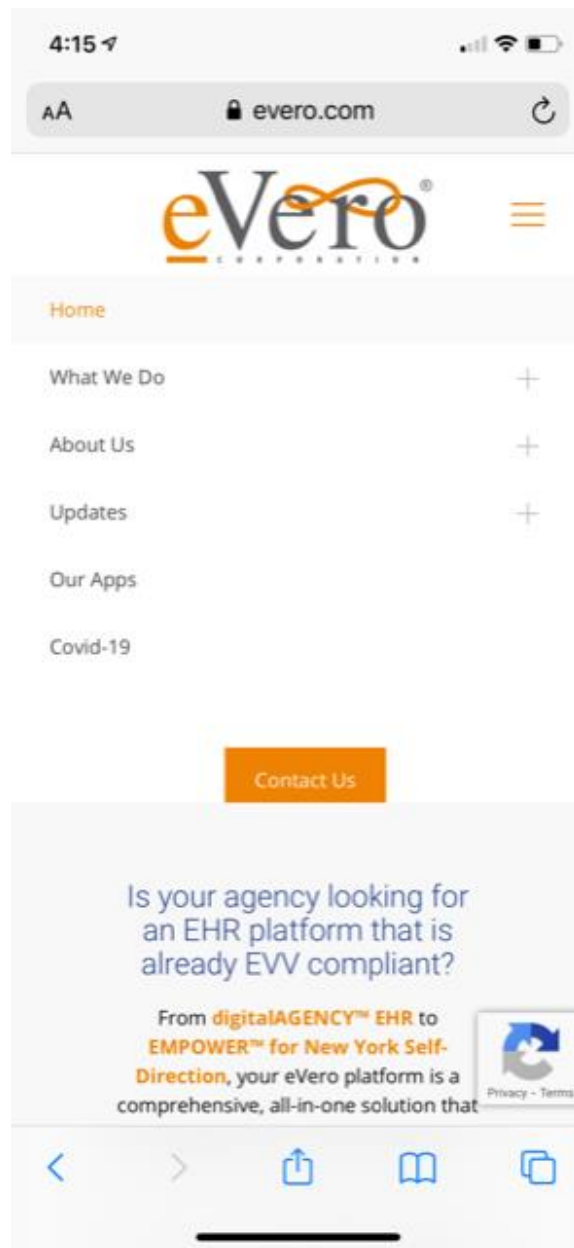 4:15
AA evero.com
eVero®
CORPORATION
Home
What We Do
About Us
Updates
Our Apps
Covid-19
Contact Us
Is your agency looking for
an EHR platform that is
already EVV compliant?
From digitalAGENCY™ EHR to
EMPOWER™ for New York Self-
Direction, your eVero platform is a
comprehensive, all-in-one solution that
Privacy - Terms